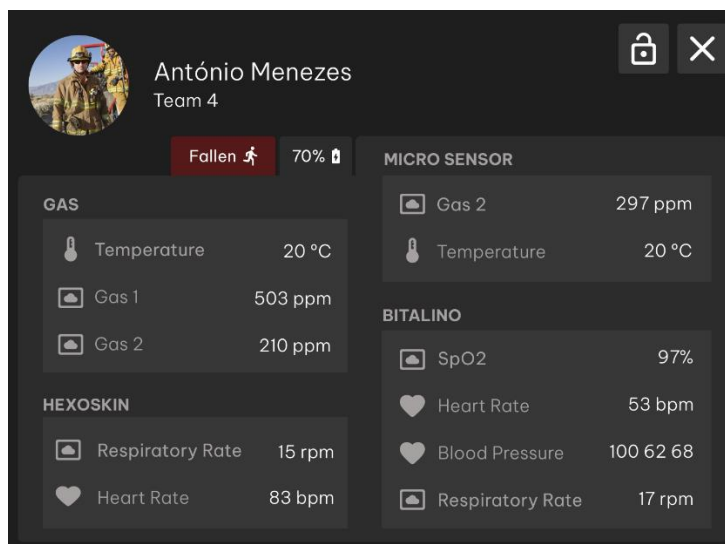 António Menezes
Team 4
Fallen 70%
GAS
Temperature 20 ºC
Gas 1 503 ppm
Gas 2 210 ppm
HEXOSKIN
Respiratory Rate 15 rpm
Heart Rate 83 bpm
MICRO SENSOR
Gas 2 297 ppm
Temperature 20 ºC
BITALINO
SpO2 97%
Heart Rate 53 bpm
Blood Pressure 100 62 68
Respiratory Rate 17 rpm